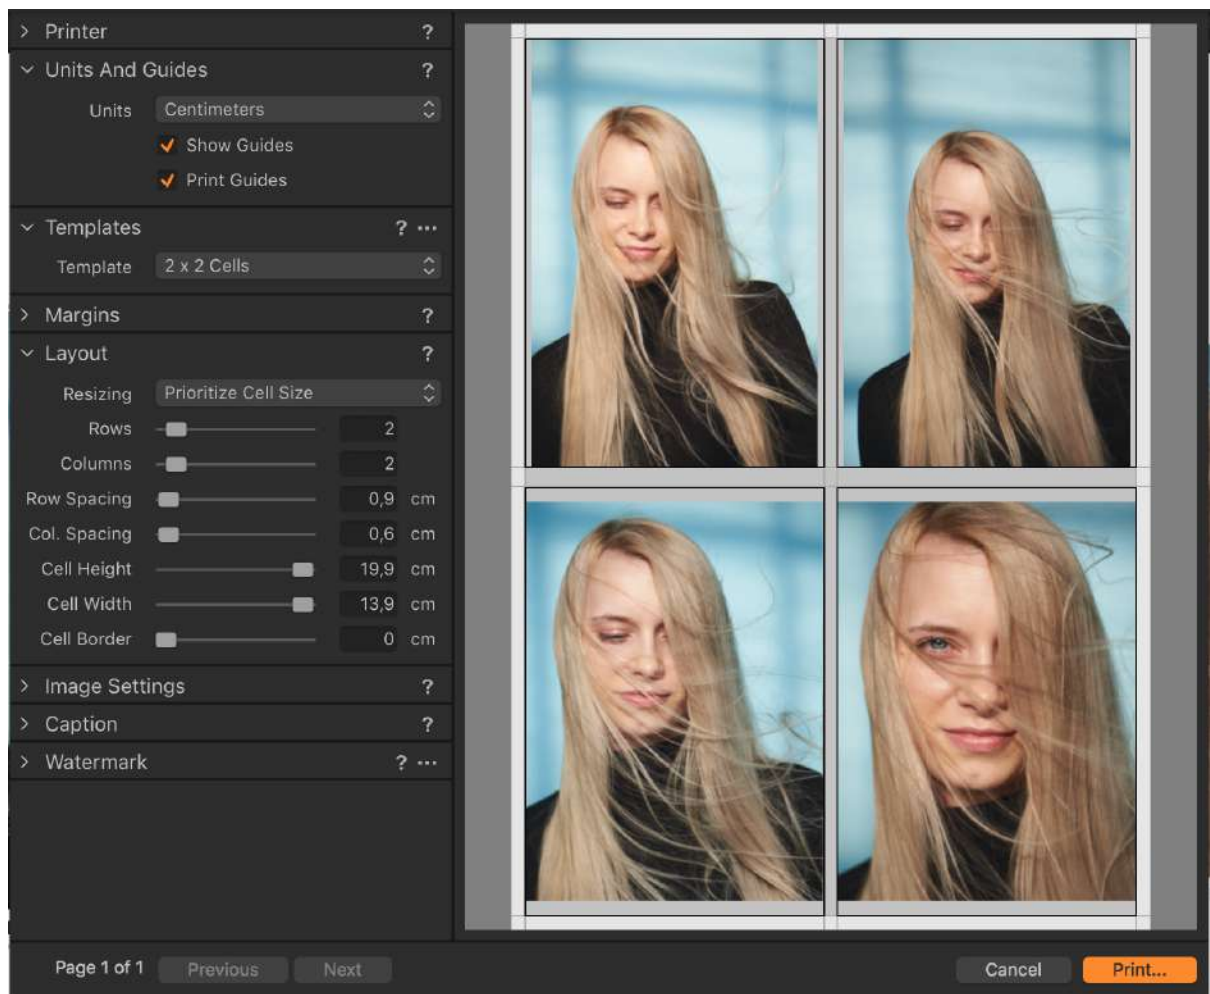 Printer ?
Units And Guides ?
Units Centimeters
Show Guides
Print Guides
Templates ? ...
Template 2 x 2 Cells
Margins ?
Layout ?
Resizing Prioritize Cell Size
Rows 2
Columns 2
Row Spacing 0,9 cm
Col. Spacing 0,6 cm
Cell Height 19,9 cm
Cell Width 13,9 cm
Cell Border 0 cm
Image Settings ?
Caption ?
Watermark ? ...
Page 1 of 1 Previous Next Cancel Print...